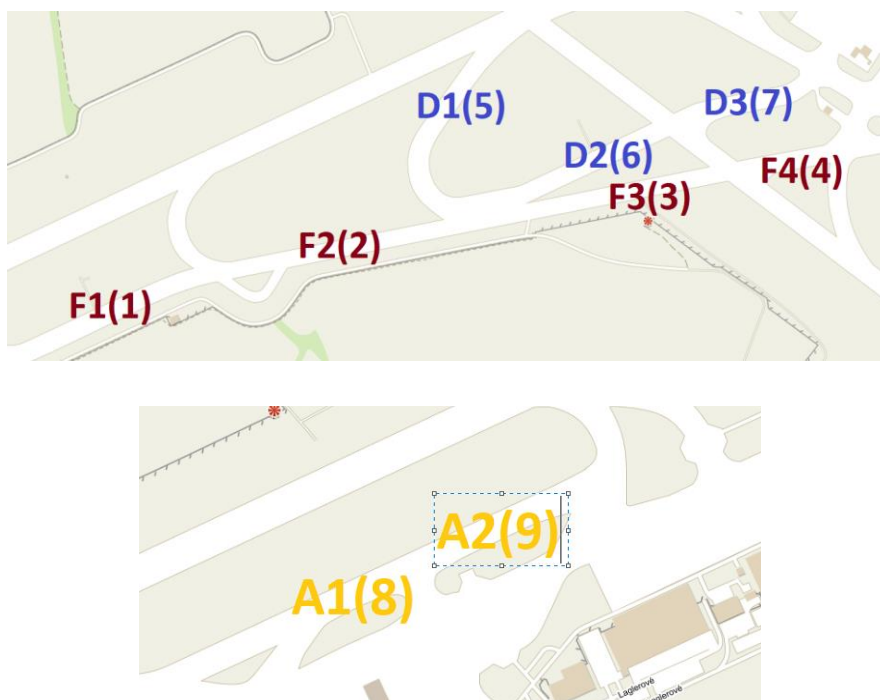 D1(5)
D3(7)
D2(6)
F4(4)
F3(3)
F2(2)
F1(1)
A2(9)
A1(8)
Laglerové